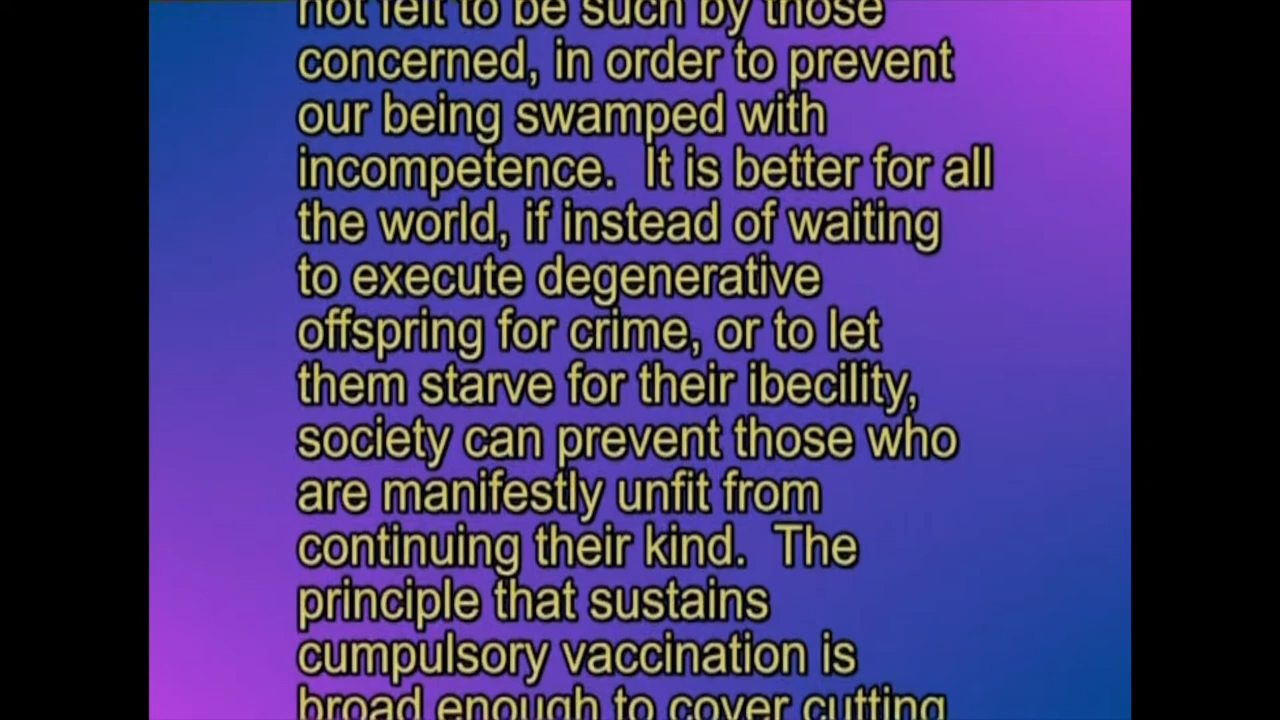 not felt to be such by those
concerned, in order to prevent
our being swamped with
incompetence. It is better for all
the world, if instead of waiting
to execute degenerative
offspring for crime, or to let
them starve for their ibecility,
society can prevent those who
are manifestly unfit from
continuing their kind. The
principle that sustains
cumpulsory vaccination is
broad enough to cover cutting